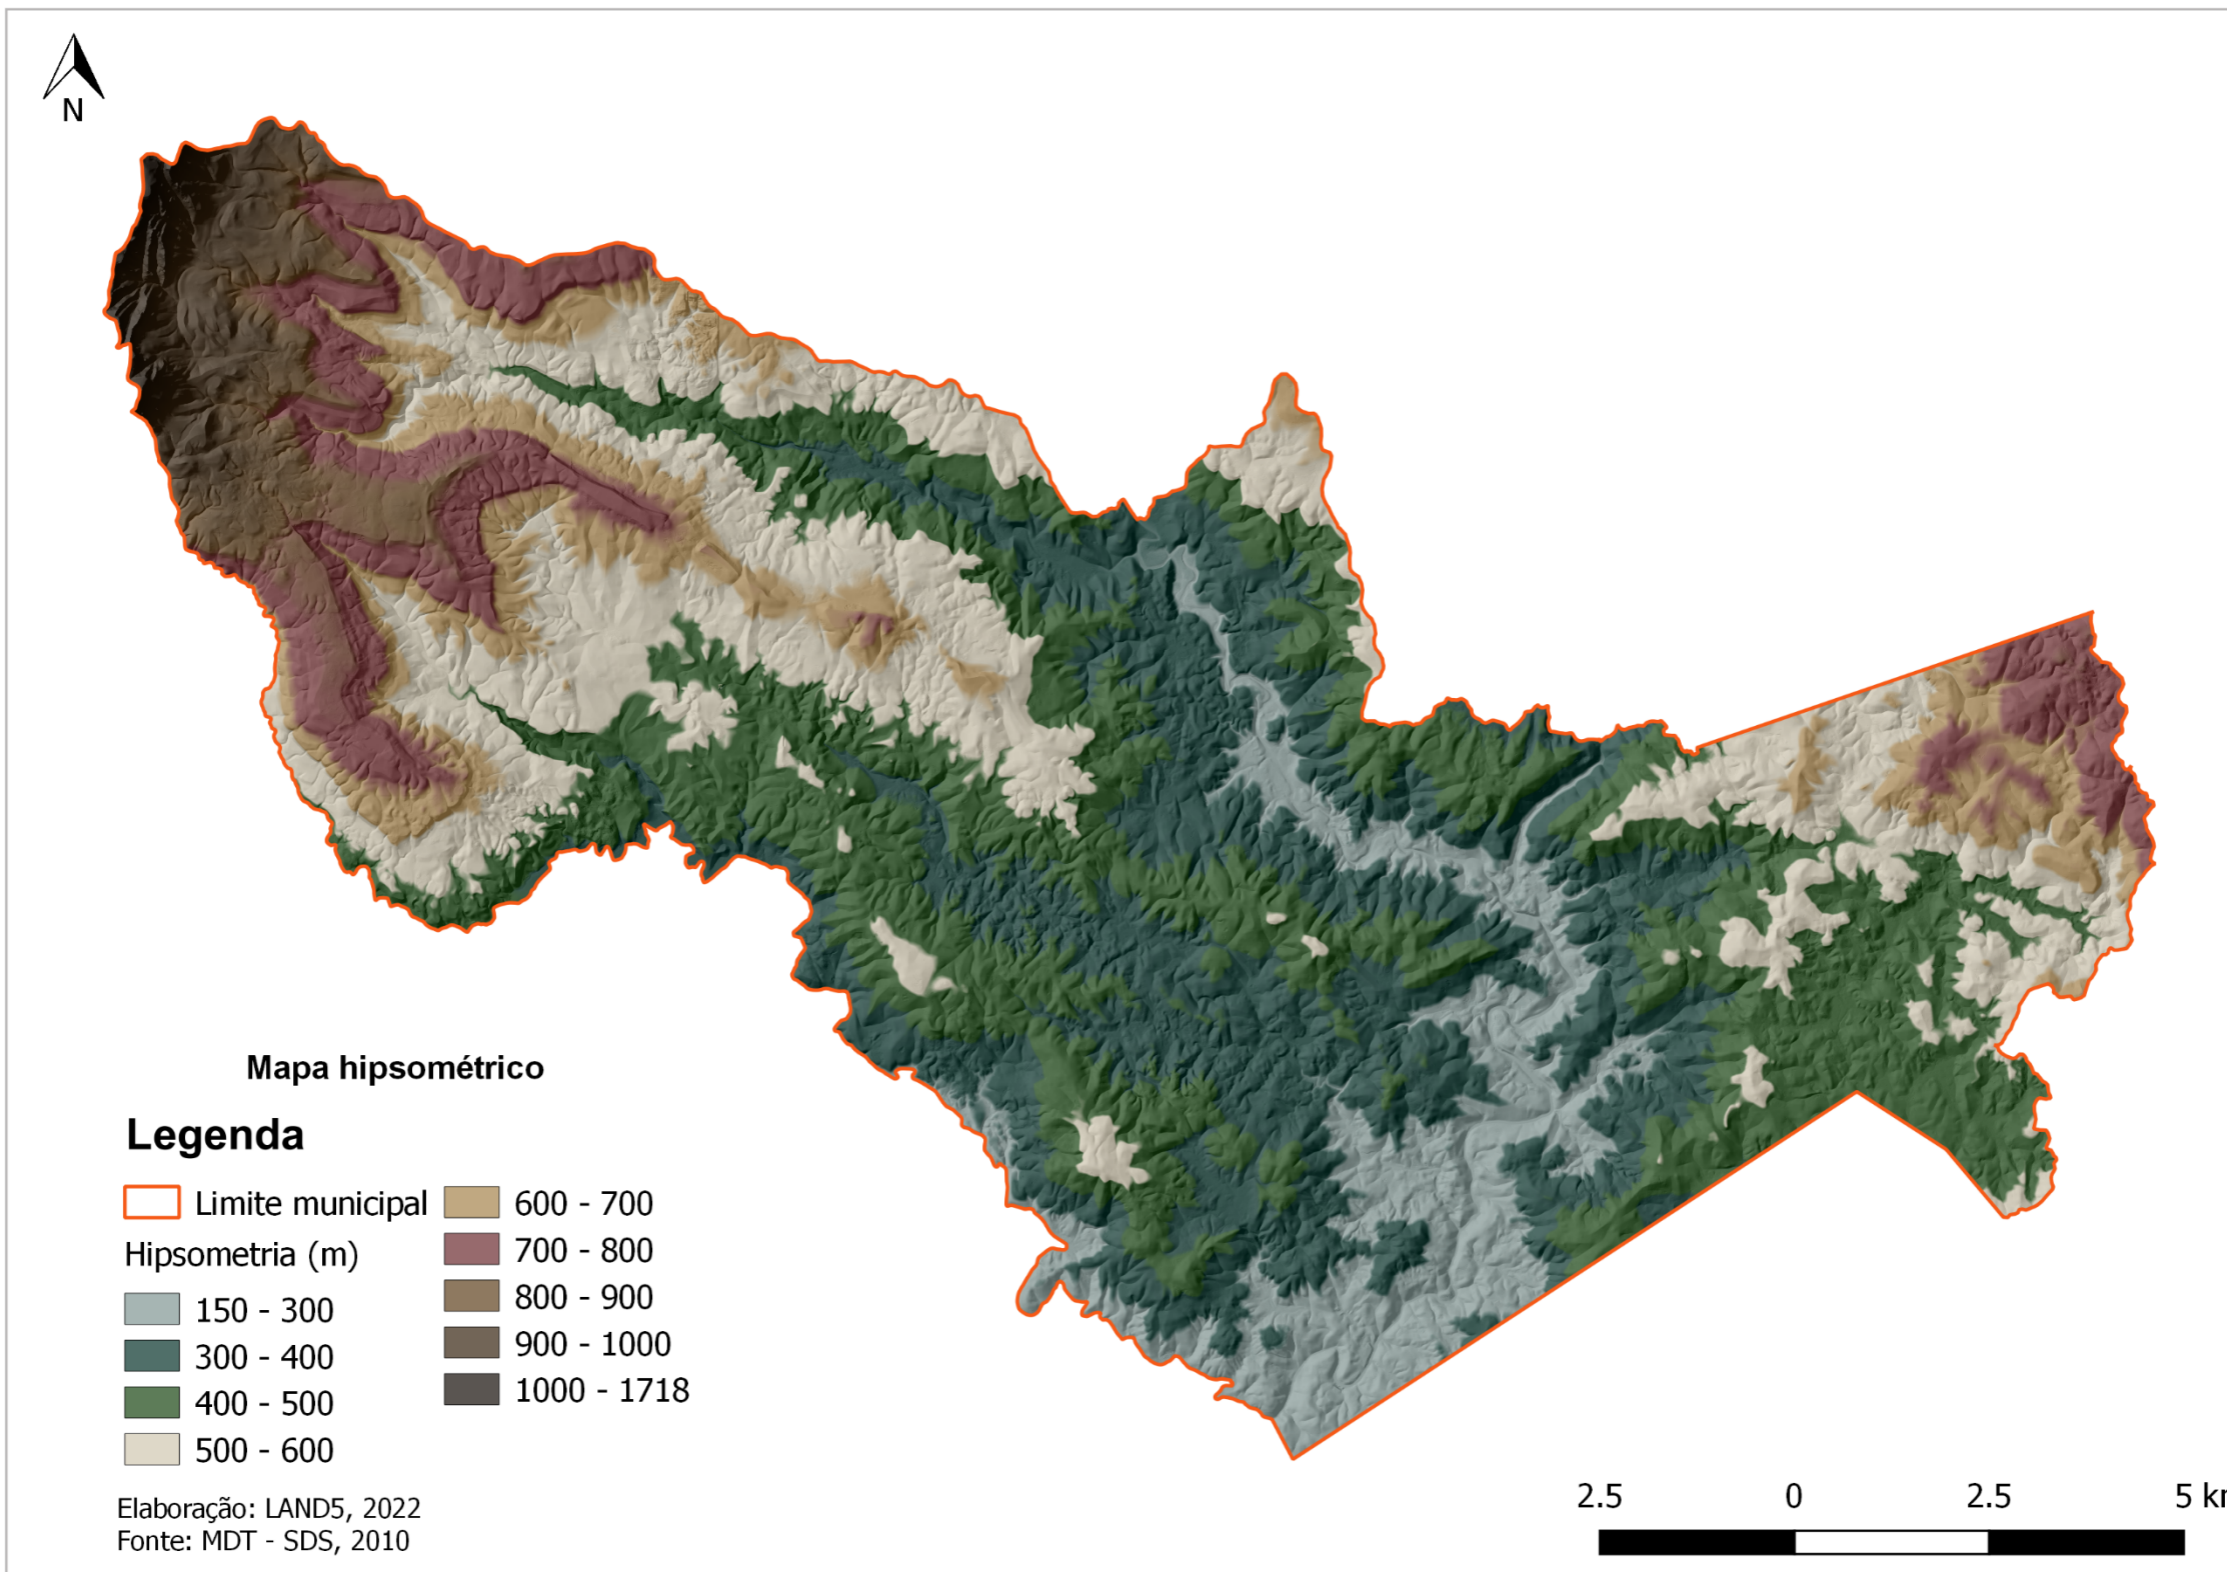 N
Mapa hipsométrico
Legenda
Limite municipal
Hipsometria (m)
150 - 300
300 - 400
400 - 500
500 - 600
600 - 700
700 - 800
800 - 900
900 - 1000
1000 - 1718
Elaboração: LAND5, 2022
Fonte: MDT - SDS, 2010
2.5 0 2.5 5 km